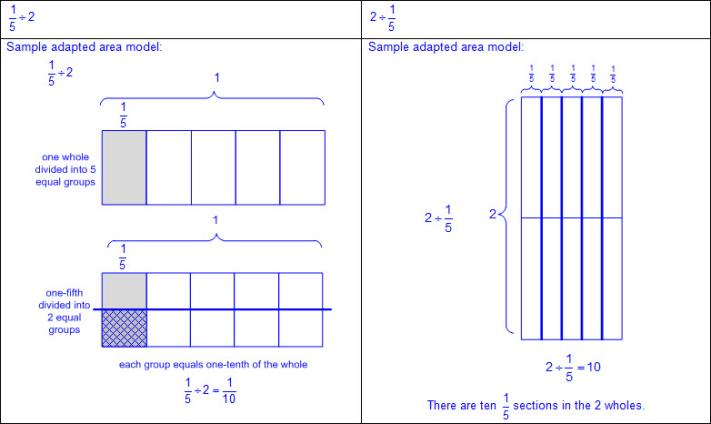 1/5 ÷ 2
Sample adapted area model:
1/5 ÷ 2
1
1/5
one whole
divided into 5
equal groups
1
1/5
one-fifth
divided into
2 equal
groups
each group equals one-tenth of the whole
1/5 ÷ 2 = 1/10
2 ÷ 1/5
Sample adapted area model:
1/5 1/5 1/5 1/5 1/5
2 ÷ 1/5
2
2 ÷ 1/5 = 10
There are ten 1/5 sections in the 2 wholes.